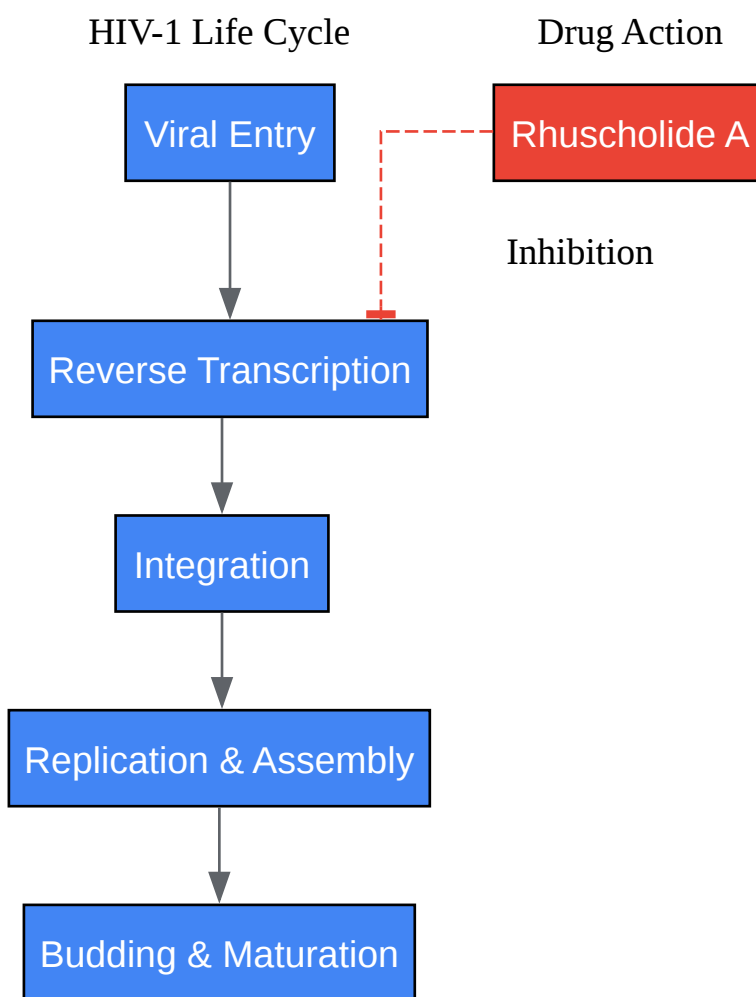 HIV-1 Life Cycle
Drug Action
Viral Entry
Rhuscholide A
Inhibition
Reverse Transcription
Integration
Replication & Assembly
Budding & Maturation